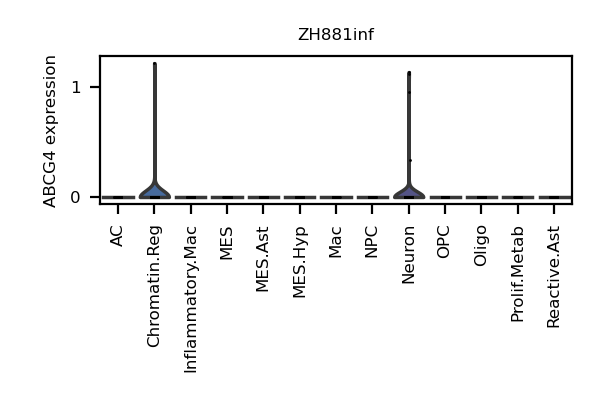 ZH881inf
ABCG4 expression
1
0
AC
Chromatin.Reg
Inflammatory.Mac
MES
MES.Ast
MES.Hyp
Mac
NPC
Neuron
OPC
Oligo
Prolif.Metab
Reactive.Ast